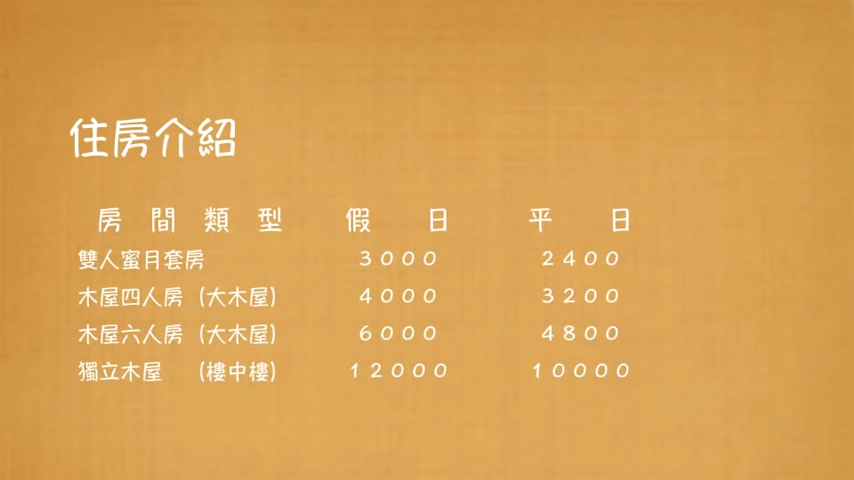 住房介紹
房間類型 假日 平日
雙人蜜月套房 3000 2400
木屋四人房 (大木屋) 4000 3200
木屋六人房 (大木屋) 6000 4800
獨立木屋 (樓中樓) 12000 10000